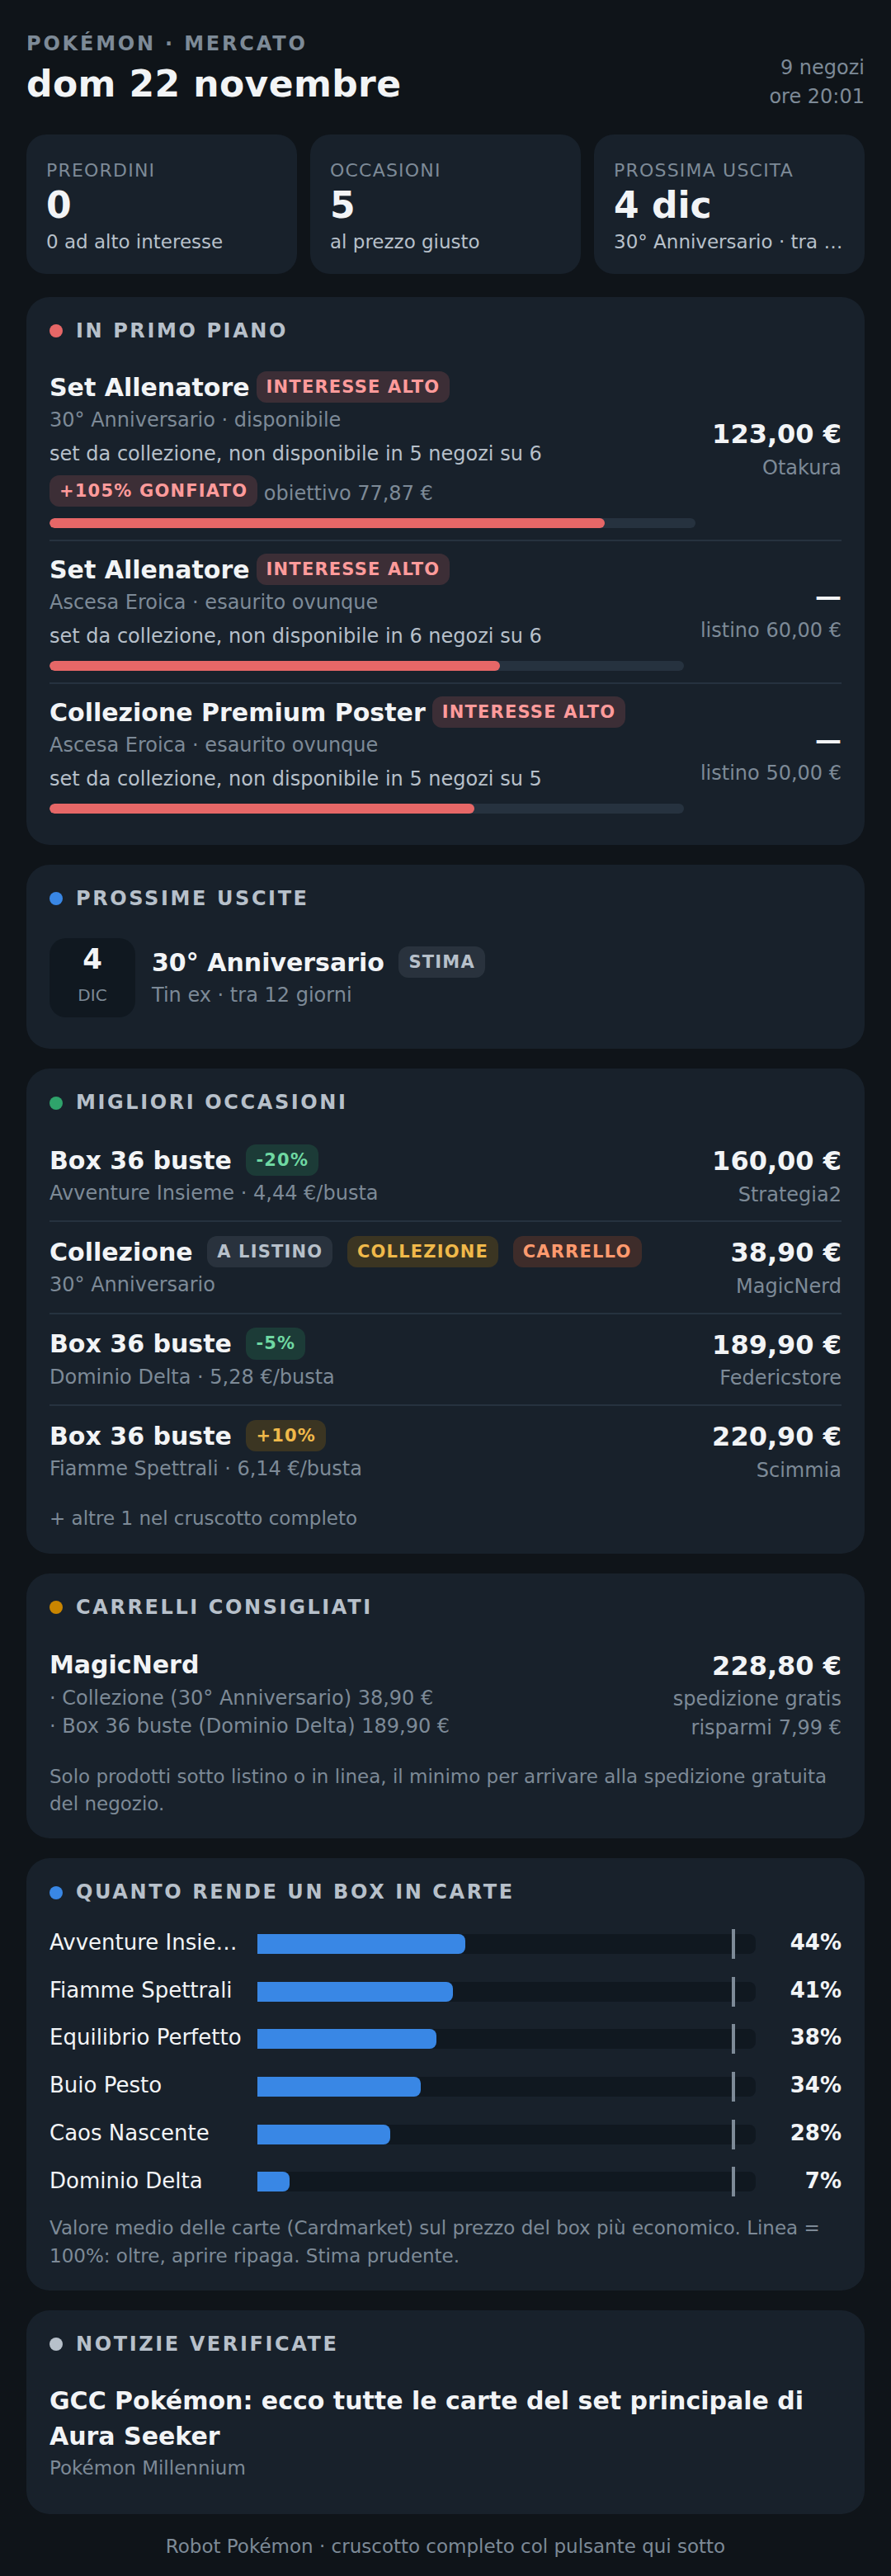 POKÉMON · MERCATO
dom 22 novembre
9 negozi
ore 20:01
PREORDINI
0
0 ad alto interesse
OCCASIONI
5
al prezzo giusto
PROSSIMA USCITA
4 dic
30° Anniversario · tra …
IN PRIMO PIANO
Set Allenatore INTERESSE ALTO
30° Anniversario · disponibile
set da collezione, non disponibile in 5 negozi su 6
+105% GONFIATO obiettivo 77,87 €
123,00 €
Otakura
Set Allenatore INTERESSE ALTO
Ascesa Eroica · esaurito ovunque
set da collezione, non disponibile in 6 negozi su 6
—
listino 60,00 €
Collezione Premium Poster INTERESSE ALTO
Ascesa Eroica · esaurito ovunque
set da collezione, non disponibile in 5 negozi su 5
—
listino 50,00 €
PROSSIME USCITE
4
DIC
30° Anniversario STIMA
Tin ex · tra 12 giorni
MIGLIORI OCCASIONI
Box 36 buste -20%
Avventure Insieme · 4,44 €/busta
160,00 €
Strategia2
Collezione A LISTINO COLLEZIONE CARRELLO
30° Anniversario
38,90 €
MagicNerd
Box 36 buste -5%
Dominio Delta · 5,28 €/busta
189,90 €
Federicstore
Box 36 buste +10%
Fiamme Spettrali · 6,14 €/busta
220,90 €
Scimmia
+ altre 1 nel cruscotto completo
CARRELLI CONSIGLIATI
MagicNerd
· Collezione (30° Anniversario) 38,90 €
· Box 36 buste (Dominio Delta) 189,90 €
228,80 €
spedizione gratis
risparmi 7,99 €
Solo prodotti sotto listino o in linea, il minimo per arrivare alla spedizione gratuita
del negozio.
QUANTO RENDE UN BOX IN CARTE
Avventure Insie… 44%
Fiamme Spettrali 41%
Equilibrio Perfetto 38%
Buio Pesto 34%
Caos Nascente 28%
Dominio Delta 7%
Valore medio delle carte (Cardmarket) sul prezzo del box più economico. Linea =
100%: oltre, aprire ripaga. Stima prudente.
NOTIZIE VERIFICATE
GCC Pokémon: ecco tutte le carte del set principale di
Aura Seeker
Pokémon Millennium
Robot Pokémon · cruscotto completo col pulsante qui sotto